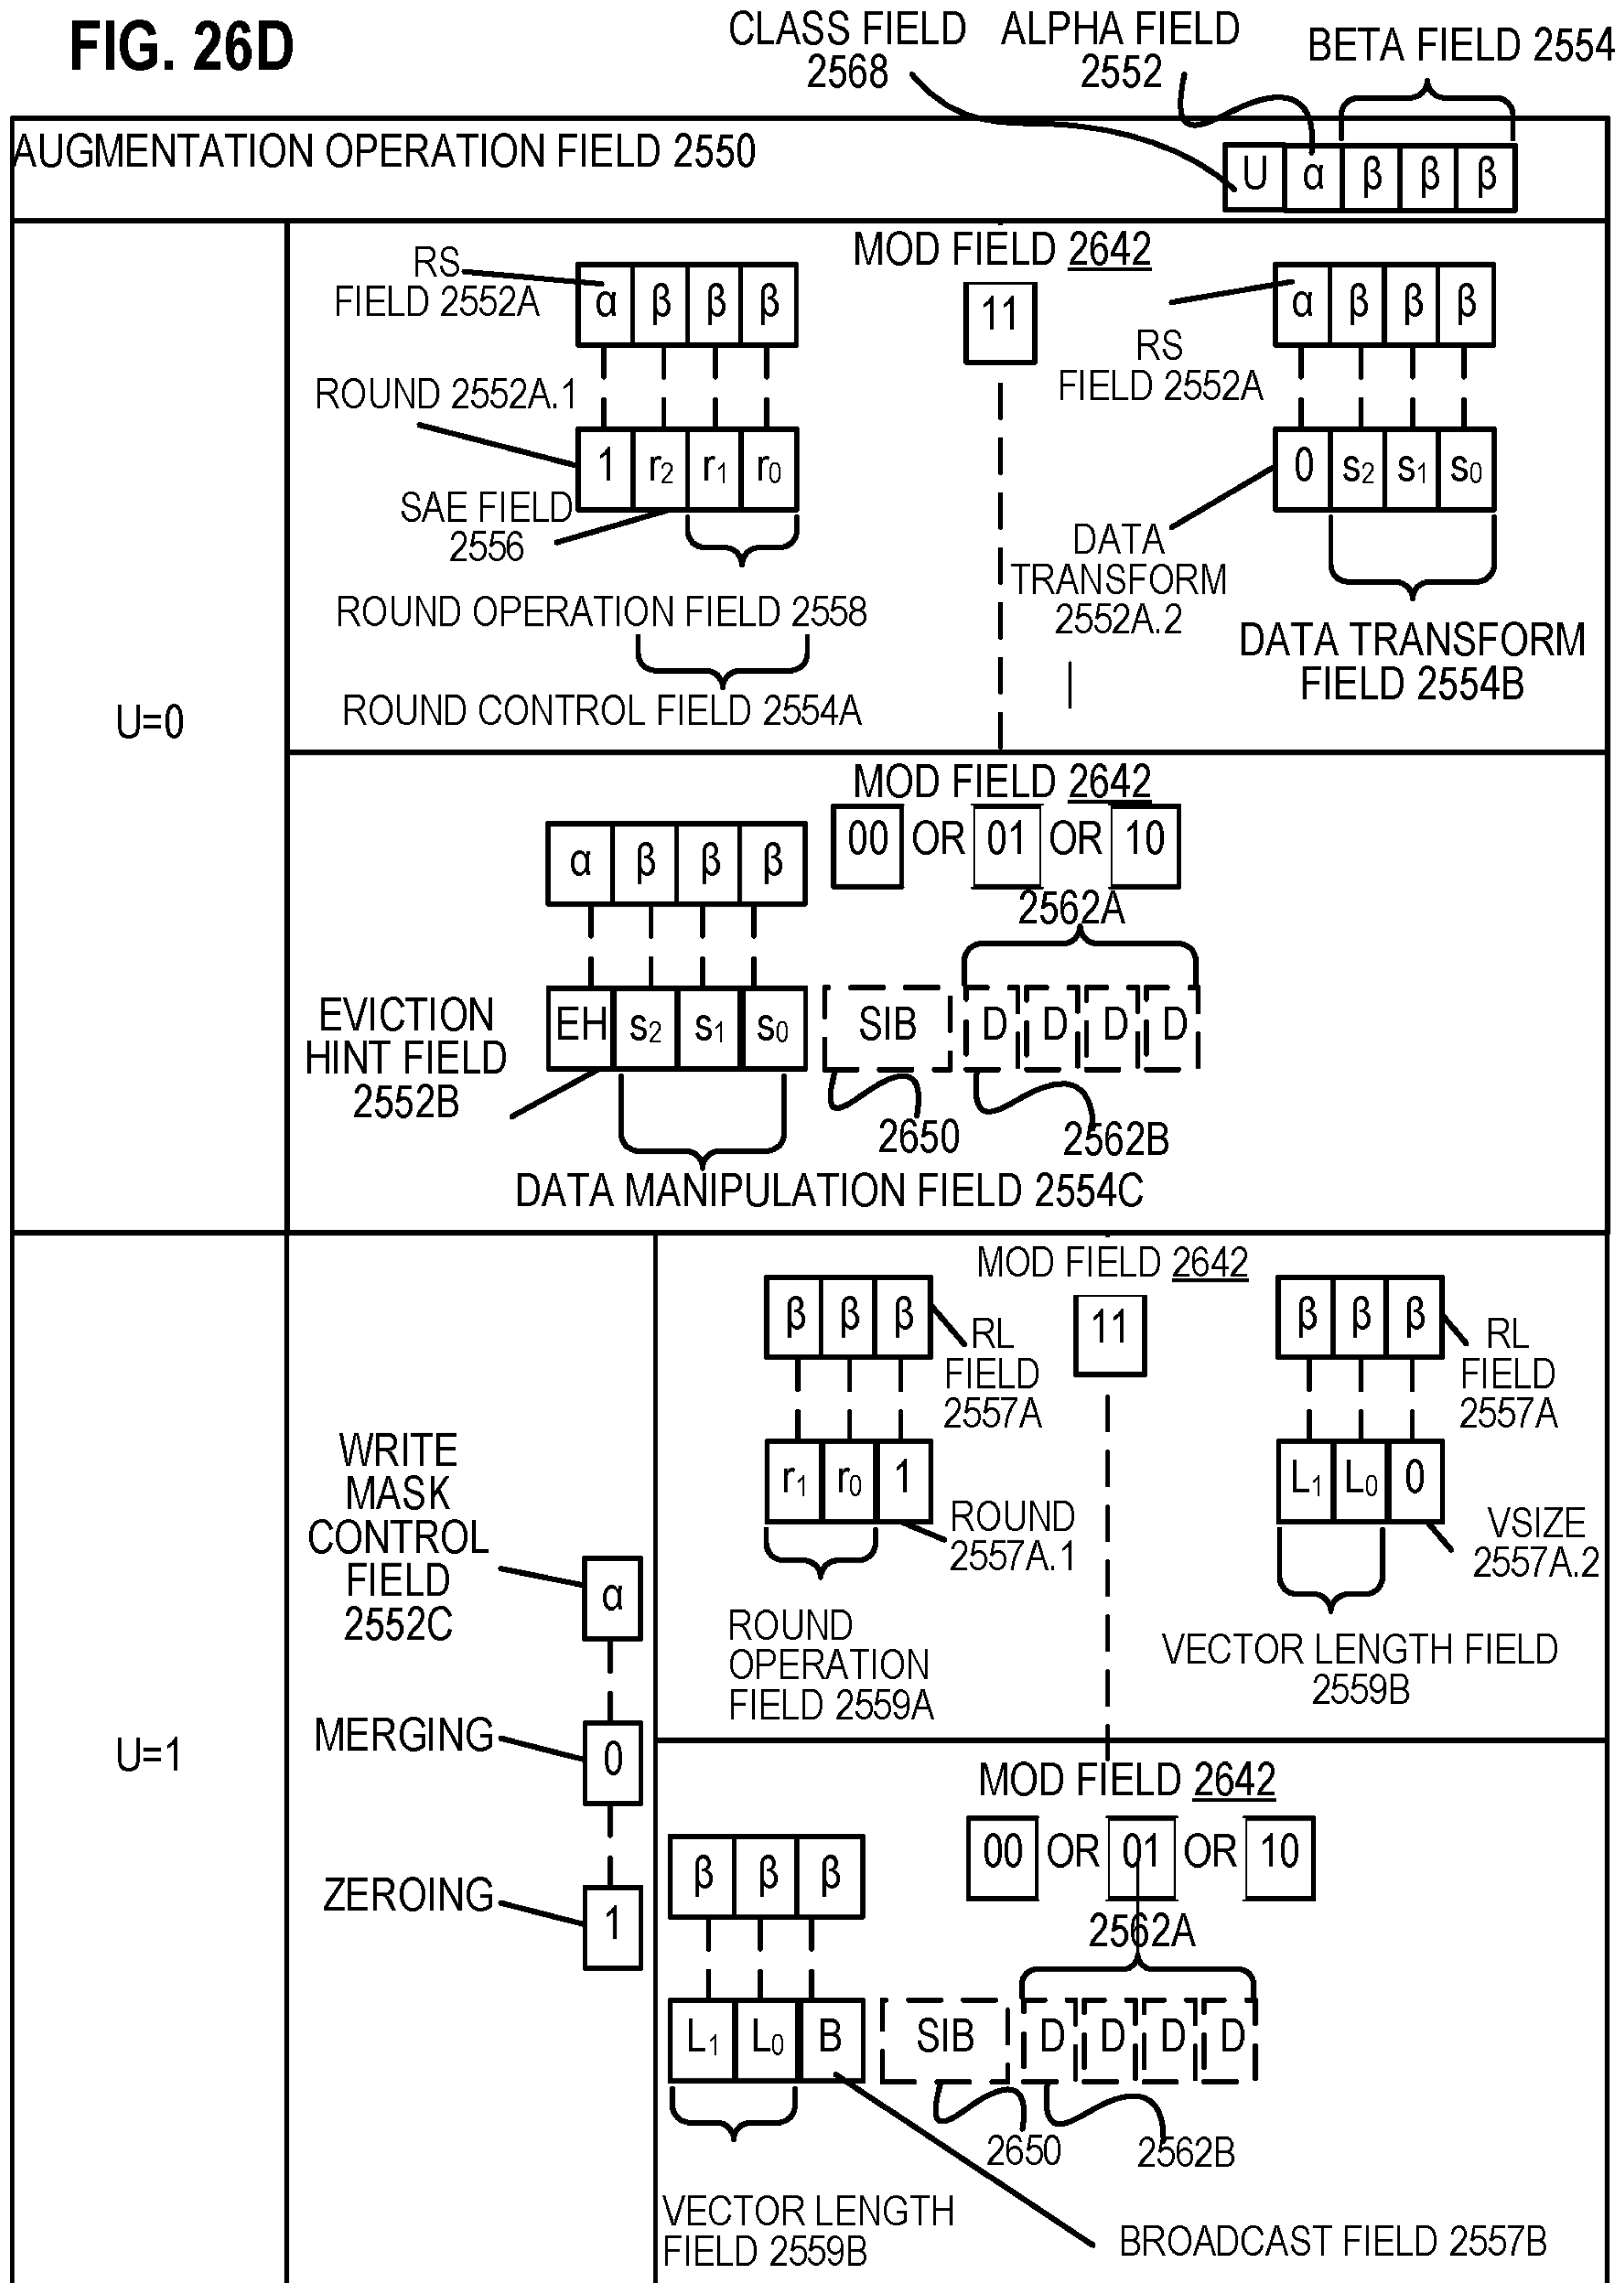 FIG. 26D
CLASS FIELD
2568
ALPHA FIELD
2552
BETA FIELD 2554
AUGMENTATION OPERATION FIELD 2550
U α β β β
U=0
MOD FIELD 2642
11
RS
FIELD 2552A
α β β β
ROUND 2552A.1
1 r2 r1 r0
SAE FIELD
2556
ROUND OPERATION FIELD 2558
ROUND CONTROL FIELD 2554A
α β β β
RS
FIELD 2552A
0 s2 s1 s0
DATA
TRANSFORM
2552A.2
DATA TRANSFORM
FIELD 2554B
MOD FIELD 2642
00 OR 01 OR 10
α β β β
2562A
EVICTION
HINT FIELD
2552B
EH s2 s1 s0 SIB D D D D
2650
2562B
DATA MANIPULATION FIELD 2554C
U=1
WRITE
MASK
CONTROL
FIELD
2552C
α
MERGING
0
ZEROING
1
MOD FIELD 2642
11
β β β
RL
FIELD
2557A
r1 r0 1
ROUND
2557A.1
ROUND
OPERATION
FIELD 2559A
β β β
RL
FIELD
2557A
L1 L0 0
VSIZE
2557A.2
VECTOR LENGTH FIELD
2559B
MOD FIELD 2642
00 OR 01 OR 10
β β β
2562A
L1 L0 B SIB D D D D
2650
2562B
VECTOR LENGTH
FIELD 2559B
BROADCAST FIELD 2557B